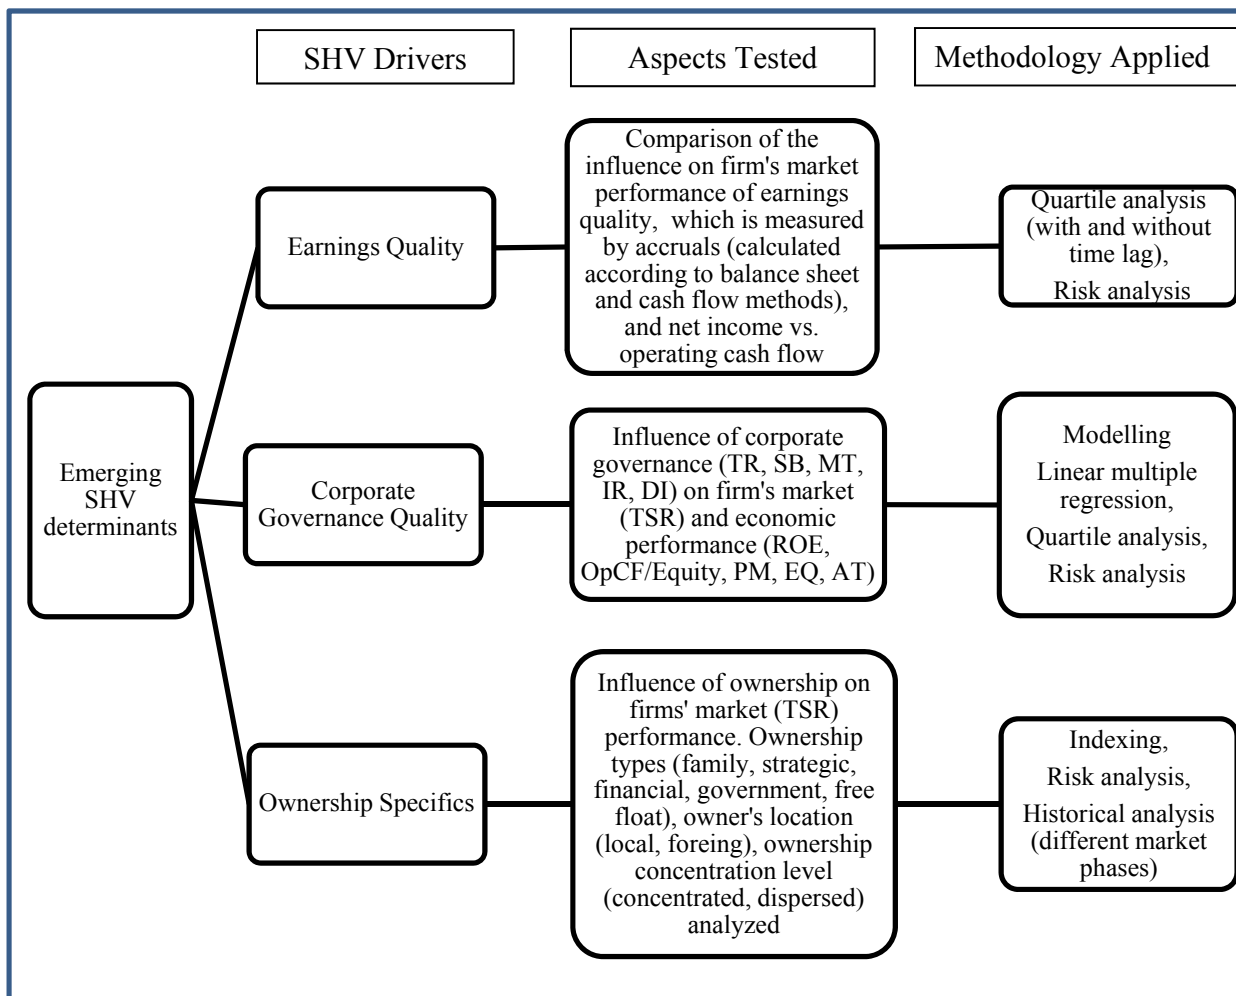 SHV Drivers
Aspects Tested
Methodology Applied
Emerging
SHV
determinants
Earnings Quality
Comparison of the
influence on firm's market
performance of earnings
quality,  which is measured
by accruals (calculated
according to balance sheet
and cash flow methods),
and net income vs.
operating cash flow
Quartile analysis
(with and without
time lag),
Risk analysis
Corporate
Governance Quality
Influence of corporate
governance (TR, SB, MT,
IR, DI) on firm's market
(TSR) and economic
performance (ROE,
OpCF/Equity, PM, EQ, AT)
Modelling
Linear multiple
regression,
Quartile analysis,
Risk analysis
Ownership Specifics
Influence of ownership on
firms' market (TSR)
performance. Ownership
types (family, strategic,
financial, government, free
float), owner's location
(local, foreing), ownership
concentration level
(concentrated, dispersed)
analyzed
Indexing,
Risk analysis,
Historical analysis
(different market
phases)